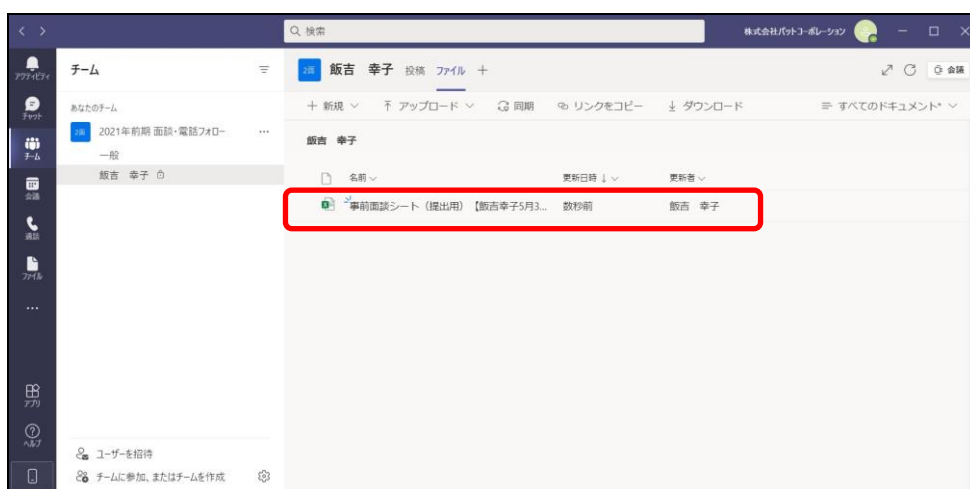 検索
株式会社パットコーポレーション
アクティビティ
チャット
チーム
会議
通話
ファイル
アプリ
ヘルプ
チーム
あなたのチーム
2021年前期 面談・電話フォロー
一般
飯吉 幸子
ユーザーを招待
チームに参加、またはチームを作成
2面 飯吉 幸子 投稿 ファイル +
会議
+ 新規 アップロード 同期 リンクをコピー ダウンロード すべてのドキュメント*
飯吉 幸子
名前 更新日時 ↓ 更新者
事前面談シート（提出用）【飯吉幸子5月3... 数秒前 飯吉 幸子